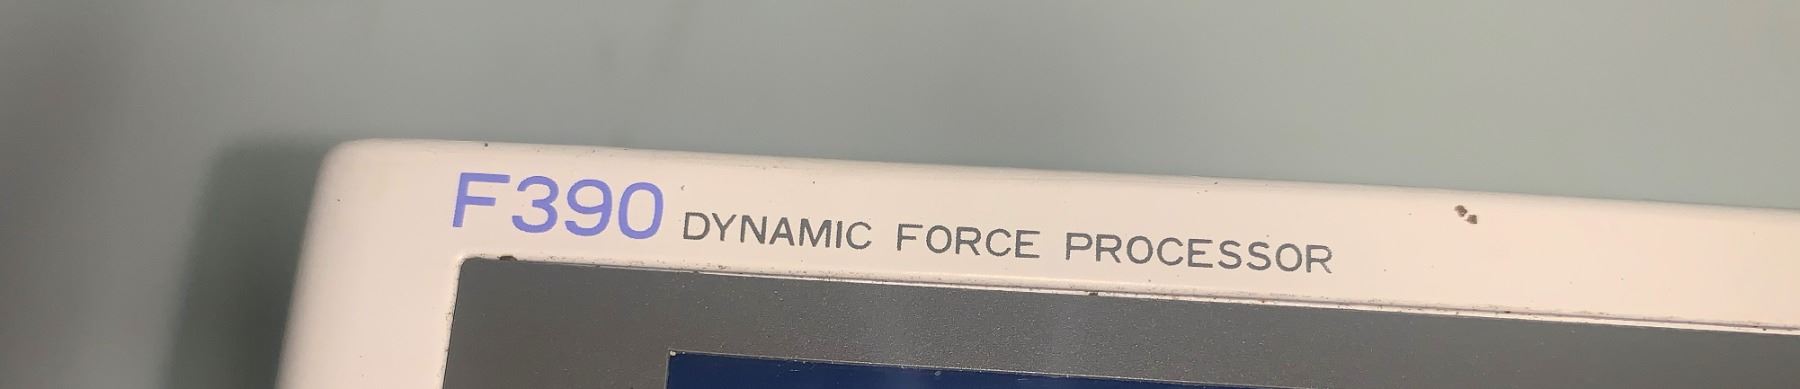 F390 DYNAMIC FORCE PROCESSOR